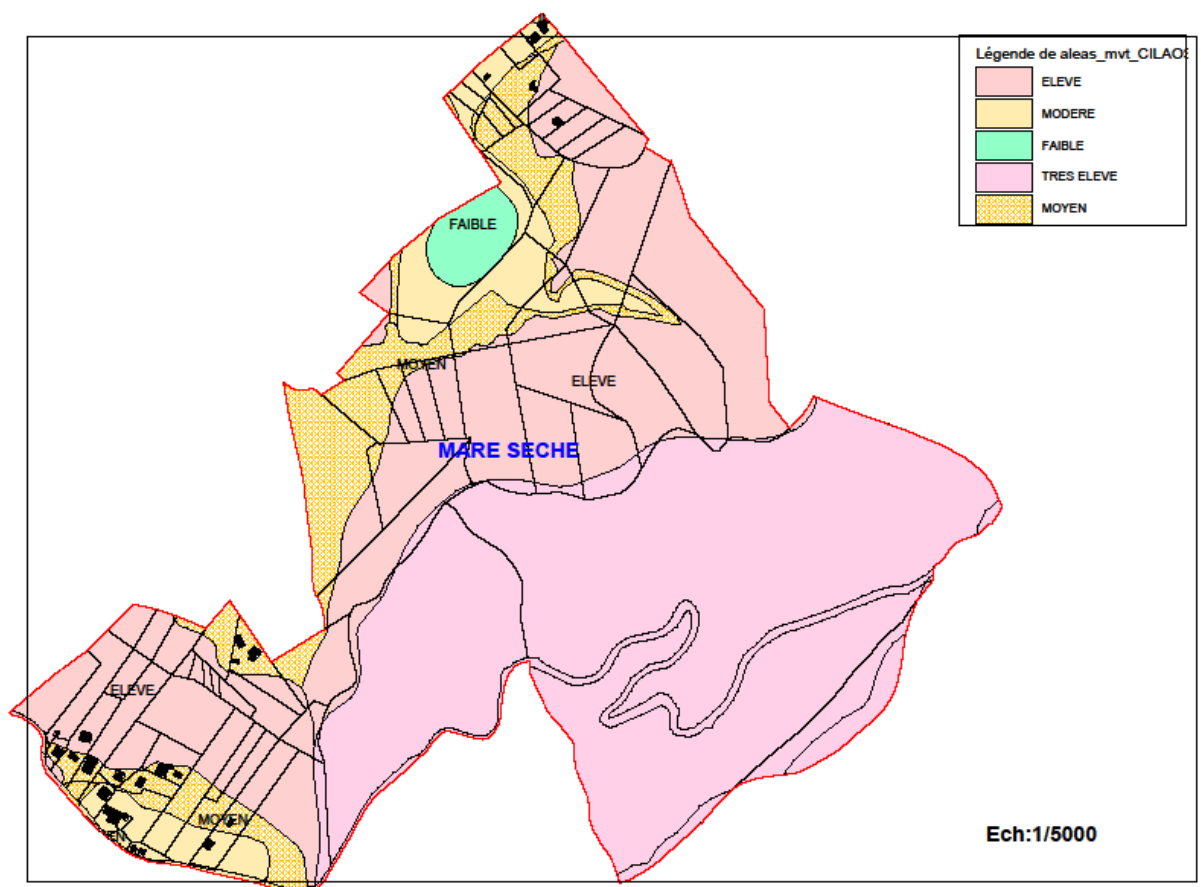 Légende de aleas_mvt_CILAOS
ELEVE
MODERE
FAIBLE
TRES ELEVE
MOYEN
FAIBLE
MOYEN
ELEVE
MARE SECHE
ELEVE
MOYEN
EN
Ech:1/5000